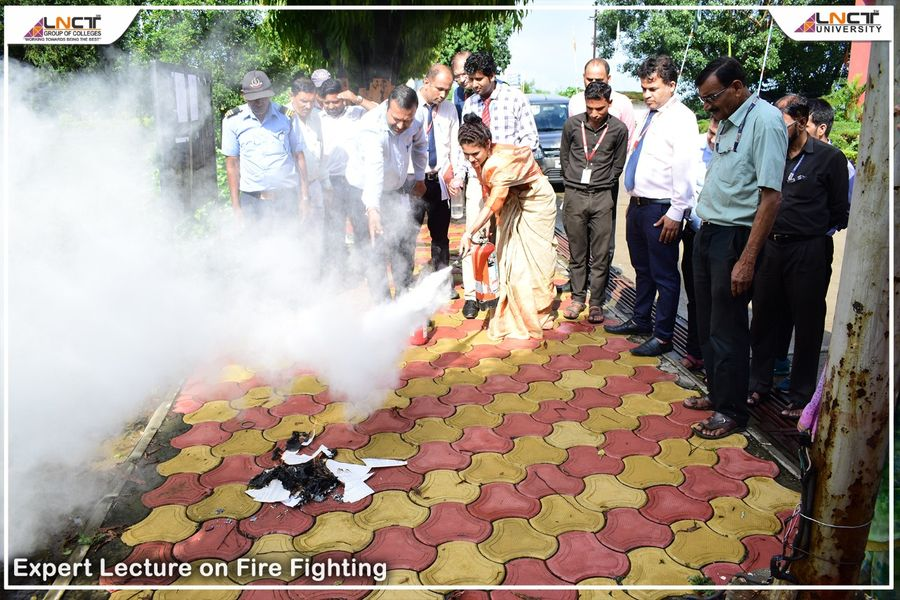 LNCT
GROUP OF COLLEGES
"WORKING TOWARDS BEING THE BEST"
LNCT
UNIVERSITY
Expert Lecture on Fire Fighting